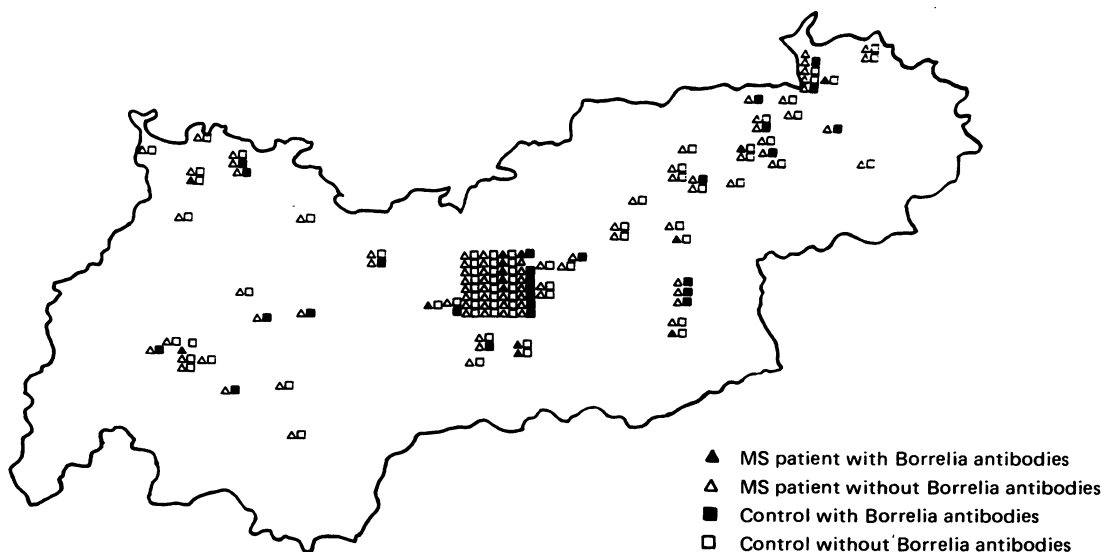 MS patient with Borrelia antibodies
MS patient without Borrelia antibodies
Control with Borrelia antibodies
Control without Borrelia antibodies